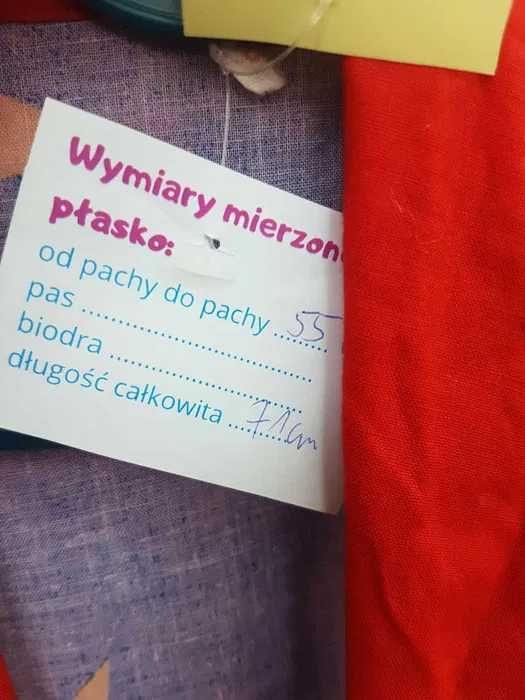 Wymiary mierzon
płasko:
od pachy do pachy ........ 55
pas ........................................
biodra ..................................
długość całkowita ........... 71cm